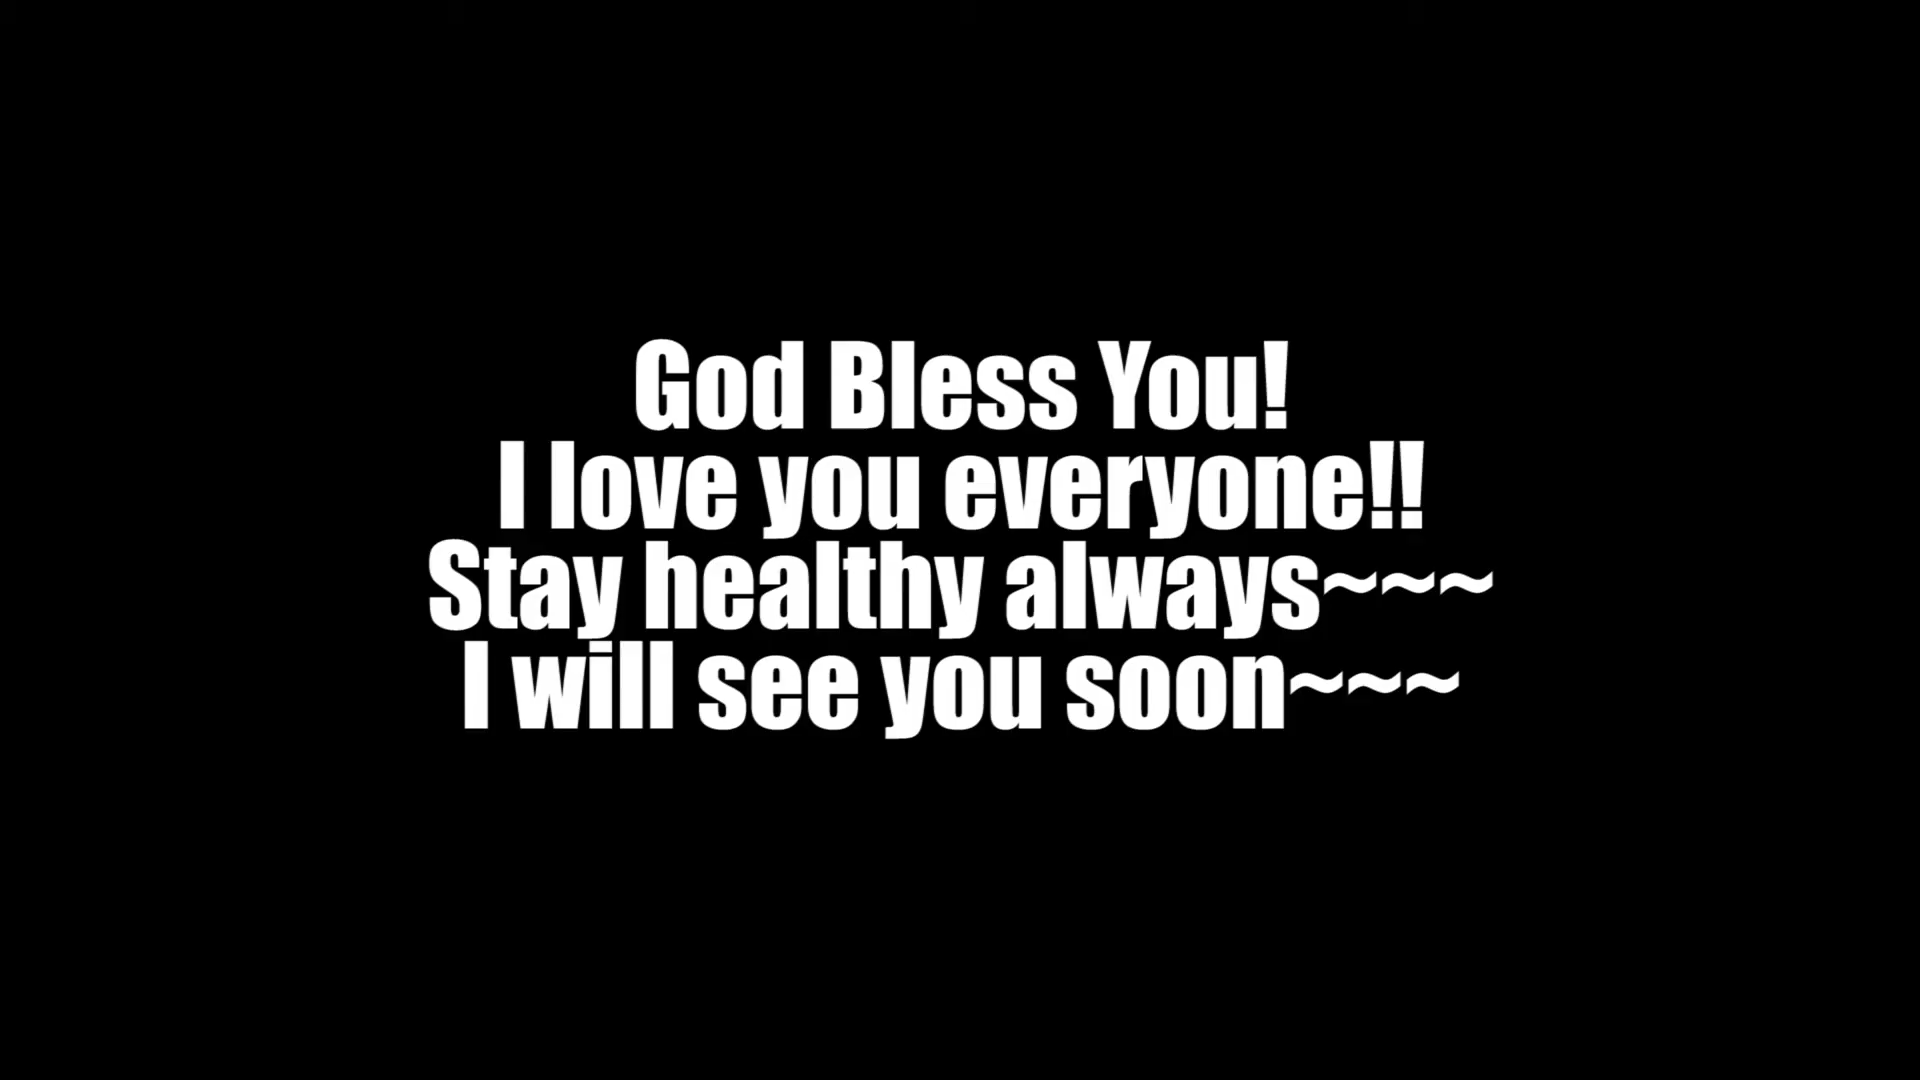 God Bless You!
I love you everyone!!
Stay healthy always~~~
I will see you soon~~~